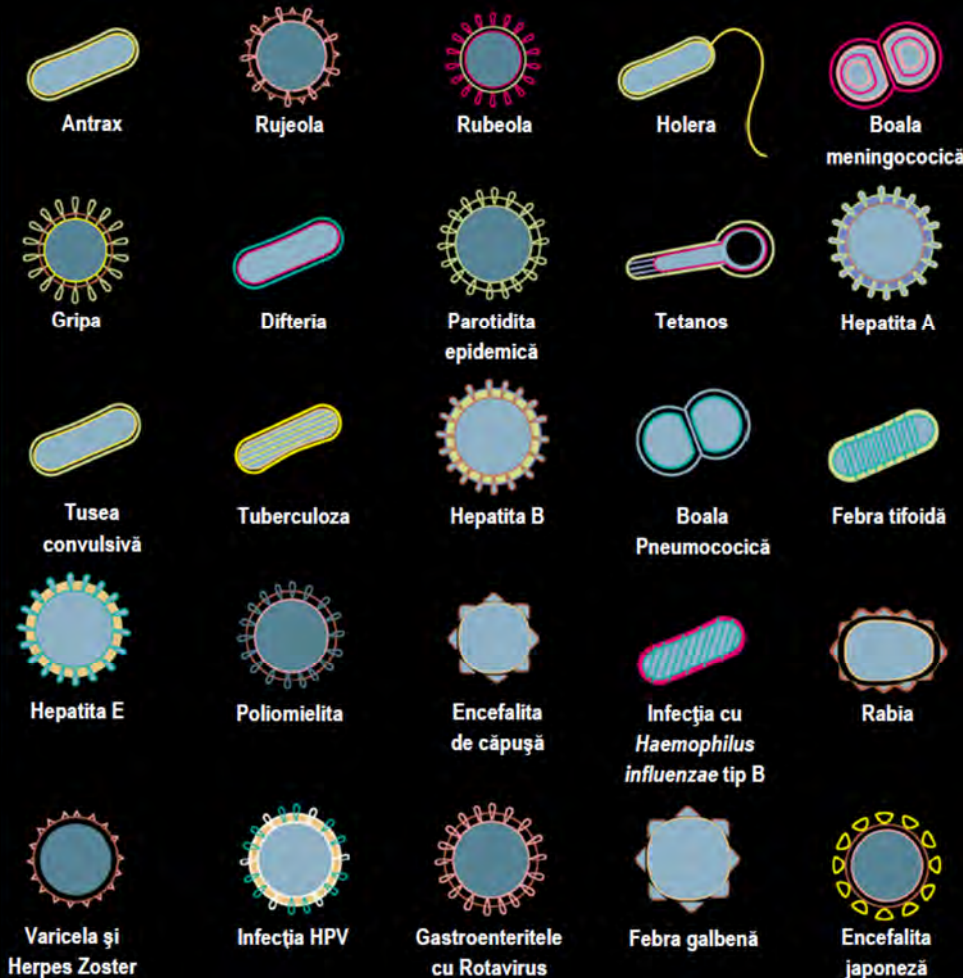 Antrax
Rujeola
Rubeola
Holera
Boala
meningococică
Gripa
Difteria
Parotidita
epidemică
Tetanos
Hepatita A
Tusea
convulsivă
Tuberculoza
Hepatita B
Boala
Pneumococică
Febra tifoidă
Hepatita E
Poliomielita
Encefalita
de căpuşă
Infecţia cu
Haemophilus
influenzae tip B
Rabia
Varicela şi
Herpes Zoster
Infecţia HPV
Gastroenteritele
cu Rotavirus
Febra galbenă
Encefalita
japoneză